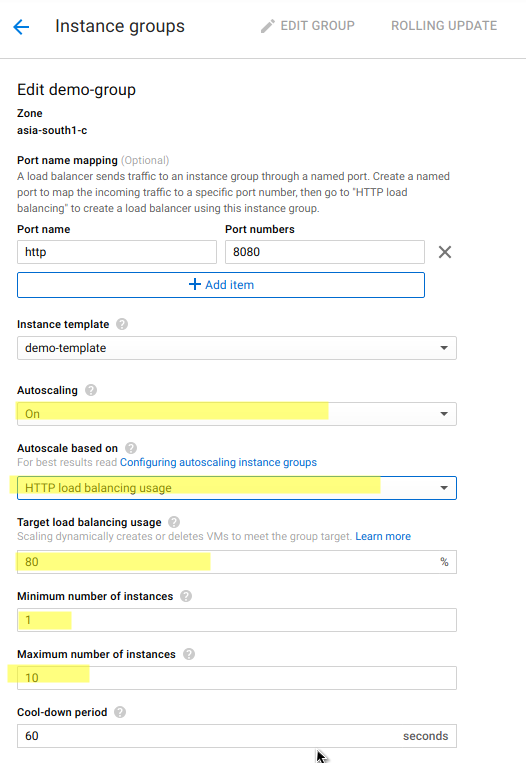 Instance groups
EDIT GROUP
ROLLING UPDATE
Edit demo-group
Zone
asia-south1-c
Port name mapping (Optional)
A load balancer sends traffic to an instance group through a named port. Create a named
port to map the incoming traffic to a specific port number, then go to "HTTP load
balancing" to create a load balancer using this instance group.
Port name
Port numbers
http
8080
Add item
Instance template
demo-template
Autoscaling
On
Autoscale based on
For best results read Configuring autoscaling instance groups
HTTP load balancing usage
Target load balancing usage
Scaling dynamically creates or deletes VMs to meet the group target. Learn more
80 %
Minimum number of instances
1
Maximum number of instances
10
Cool-down period
60 seconds